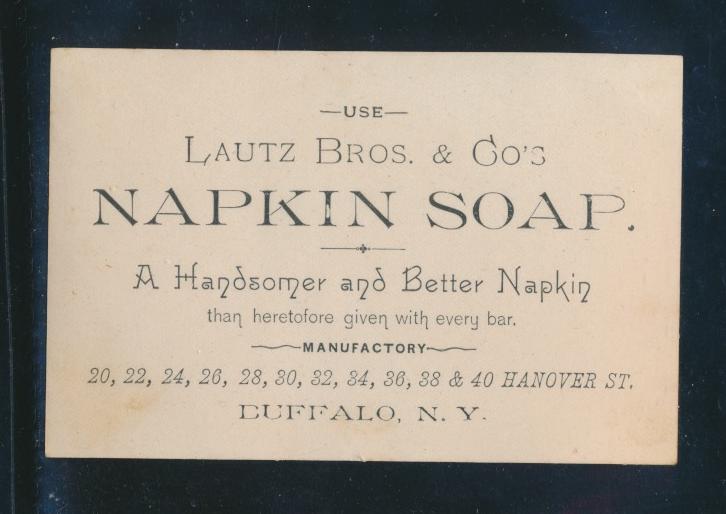 —USE—
LAUTZ BROS. & CO'S
NAPKIN SOAP.
A Handsomer and Better Napkin
than heretofore given with every bar.
MANUFACTORY
20, 22, 24, 26, 28, 30, 32, 34, 36, 38 & 40 HANOVER ST.
BUFFALO, N. Y.